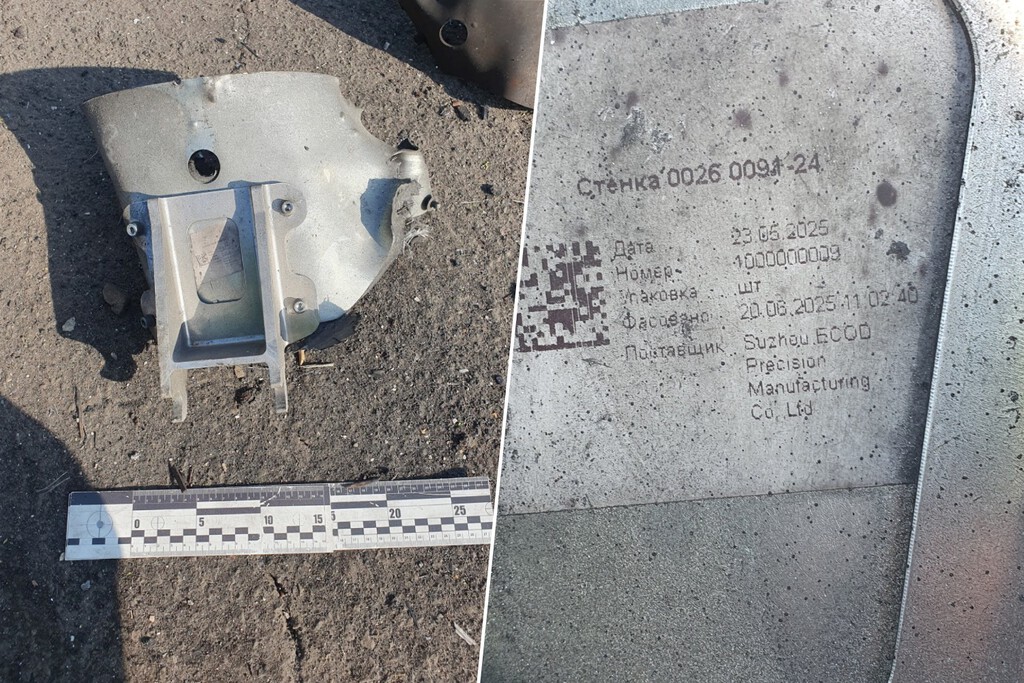 0 5 10 15 5 20 25
Стенка 0026 0091-24
Дата 23.05.2025
Номер 1000000009
Упаковка шт
Фасовано 20.06.2025 11:02:40
Поставщик Suzhou ECOD
Precision
Manufacturing
Co, Ltd